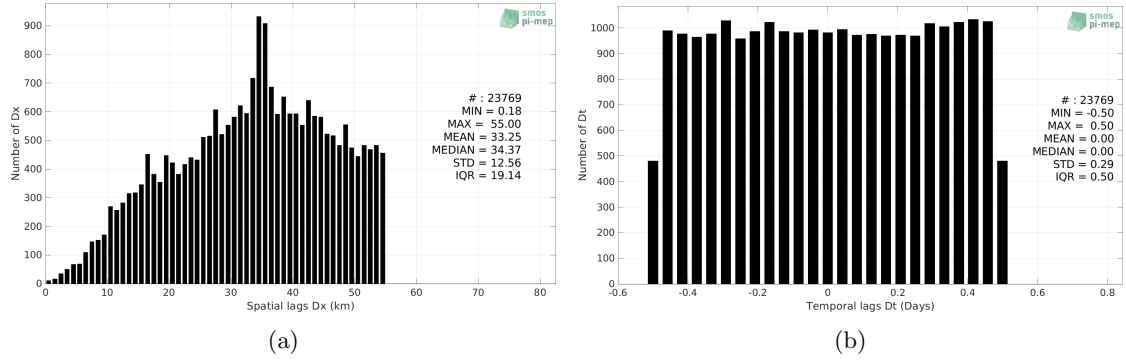 900
800
700
600
500
400
300
200
100
0
Number of Dx
0 10 20 30 40 50 60 70 80
Spatial lags Dx (km)
smos
pi-mep
# : 23769
MIN = 0.18
MAX = 55.00
MEAN = 33.25
MEDIAN = 34.37
STD = 12.56
IQR = 19.14
(a)
1000
900
800
700
600
500
400
300
200
100
0
Number of Dt
-0.6 -0.4 -0.2 0 0.2 0.4 0.6 0.8
Temporal lags Dt (Days)
smos
pi-mep
# : 23769
MIN = -0.50
MAX = 0.50
MEAN = 0.00
MEDIAN = 0.00
STD = 0.29
IQR = 0.50
(b)